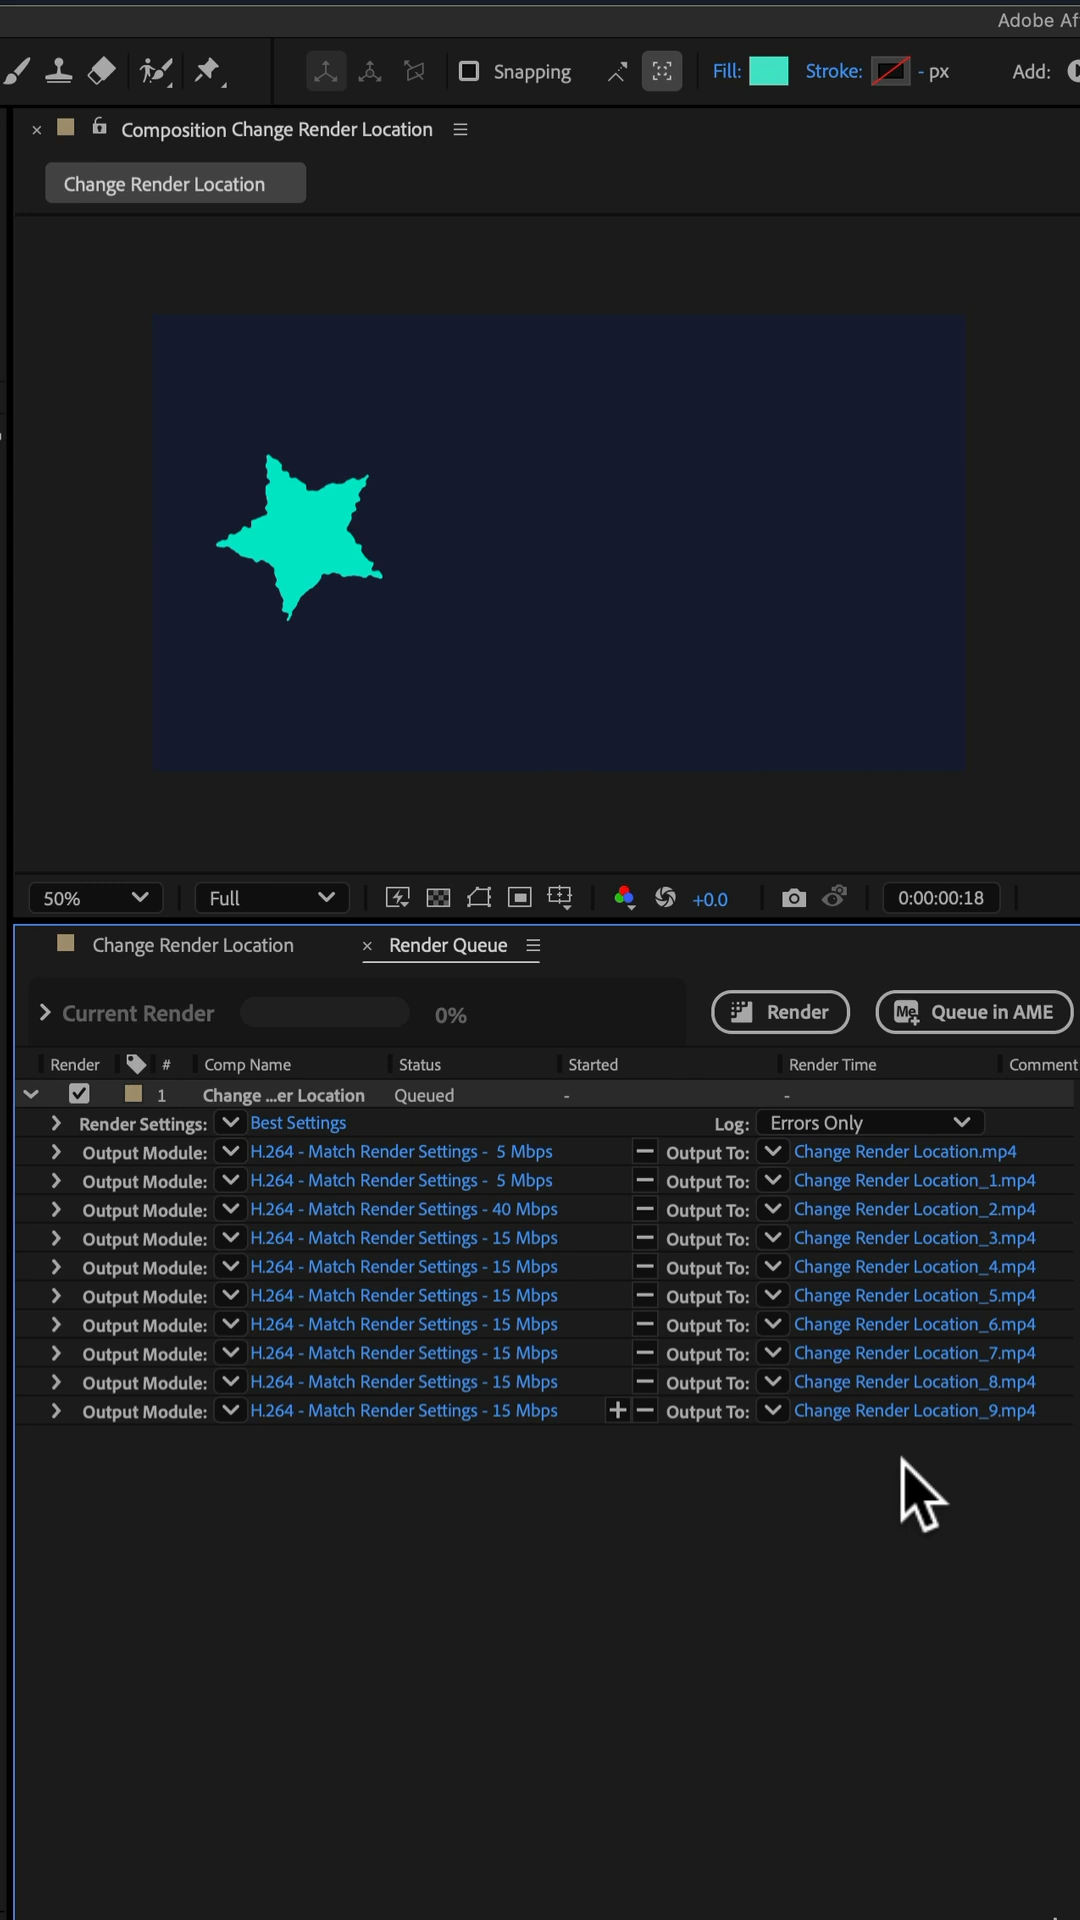 Adobe Af
Snapping Fill: Stroke: - px Add:
× Composition Change Render Location
Change Render Location
50% Full +0.0 0:00:00:18
Change Render Location × Render Queue
Current Render 0% Render Me Queue in AME
Render # Comp Name Status Started Render Time Comment
1 Change ...er Location Queued - -
Render Settings: Best Settings Log: Errors Only
Output Module: H.264 - Match Render Settings - 5 Mbps Output To: Change Render Location.mp4
Output Module: H.264 - Match Render Settings - 5 Mbps Output To: Change Render Location_1.mp4
Output Module: H.264 - Match Render Settings - 40 Mbps Output To: Change Render Location_2.mp4
Output Module: H.264 - Match Render Settings - 15 Mbps Output To: Change Render Location_3.mp4
Output Module: H.264 - Match Render Settings - 15 Mbps Output To: Change Render Location_4.mp4
Output Module: H.264 - Match Render Settings - 15 Mbps Output To: Change Render Location_5.mp4
Output Module: H.264 - Match Render Settings - 15 Mbps Output To: Change Render Location_6.mp4
Output Module: H.264 - Match Render Settings - 15 Mbps Output To: Change Render Location_7.mp4
Output Module: H.264 - Match Render Settings - 15 Mbps Output To: Change Render Location_8.mp4
Output Module: H.264 - Match Render Settings - 15 Mbps Output To: Change Render Location_9.mp4